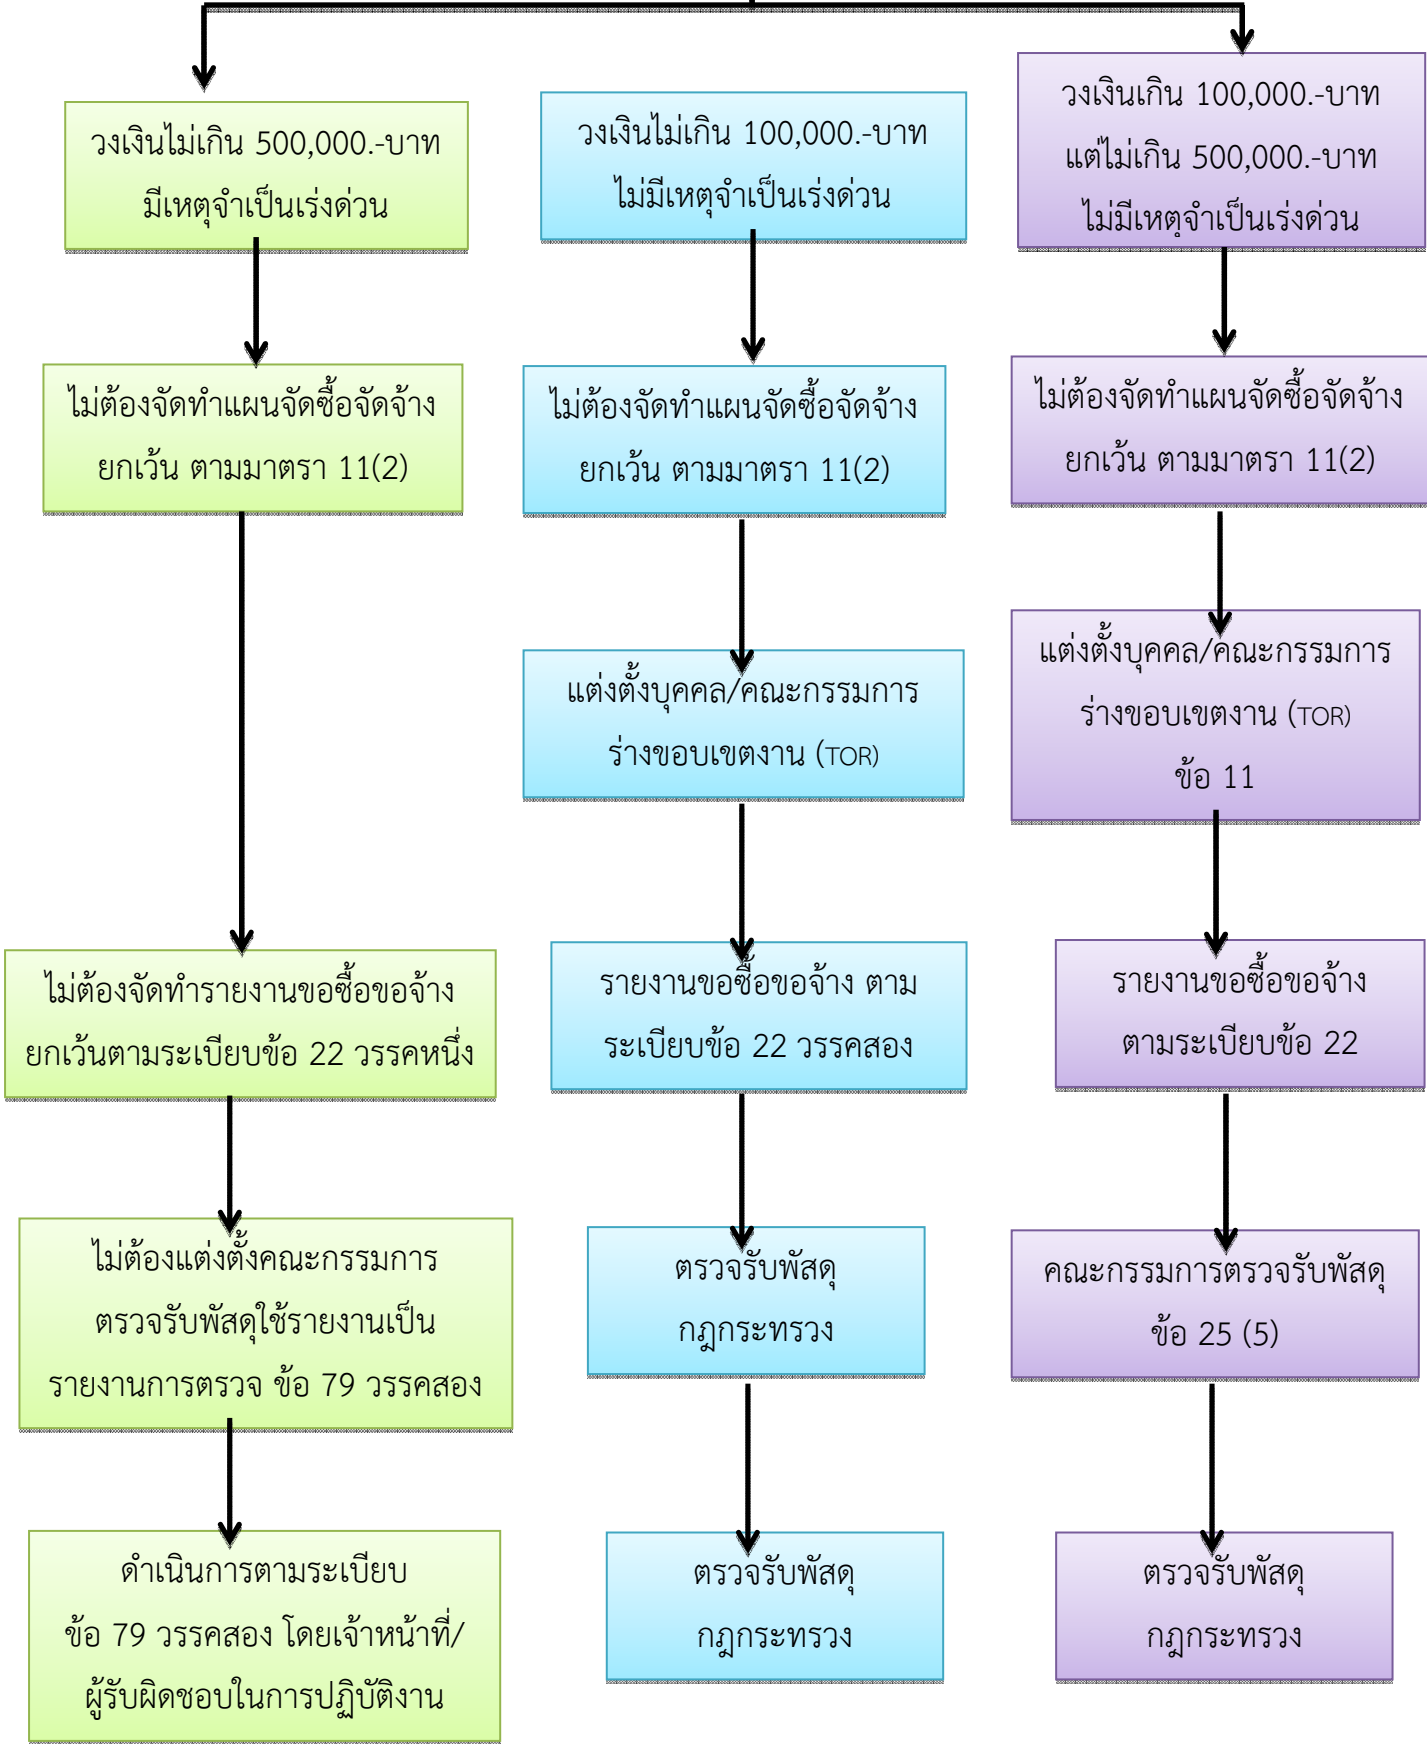 วงเงินไม่เกิน 500,000.-บาท
มีเหตุจำเป็นเร่งด่วน
ไม่ต้องจัดทำแผนจัดซื้อจัดจ้าง
ยกเว้น ตามมาตรา 11(2)
ไม่ต้องจัดทำรายงานขอซื้อขอจ้าง
ยกเว้นตามระเบียบข้อ 22 วรรคหนึ่ง
ไม่ต้องแต่งตั้งคณะกรรมการ
ตรวจรับพัสดุใช้รายงานเป็น
รายงานการตรวจ ข้อ 79 วรรคสอง
ดำเนินการตามระเบียบ
ข้อ 79 วรรคสอง โดยเจ้าหน้าที่/
ผู้รับผิดชอบในการปฏิบัติงาน
วงเงินไม่เกิน 100,000.-บาท
ไม่มีเหตุจำเป็นเร่งด่วน
ไม่ต้องจัดทำแผนจัดซื้อจัดจ้าง
ยกเว้น ตามมาตรา 11(2)
แต่งตั้งบุคคล/คณะกรรมการ
ร่างขอบเขตงาน (TOR)
รายงานขอซื้อขอจ้าง ตาม
ระเบียบข้อ 22 วรรคสอง
ตรวจรับพัสดุ
กฎกระทรวง
ตรวจรับพัสดุ
กฎกระทรวง
วงเงินเกิน 100,000.-บาท
แต่ไม่เกิน 500,000.-บาท
ไม่มีเหตุจำเป็นเร่งด่วน
ไม่ต้องจัดทำแผนจัดซื้อจัดจ้าง
ยกเว้น ตามมาตรา 11(2)
แต่งตั้งบุคคล/คณะกรรมการ
ร่างขอบเขตงาน (TOR)
ข้อ 11
รายงานขอซื้อขอจ้าง
ตามระเบียบข้อ 22
คณะกรรมการตรวจรับพัสดุ
ข้อ 25 (5)
ตรวจรับพัสดุ
กฎกระทรวง